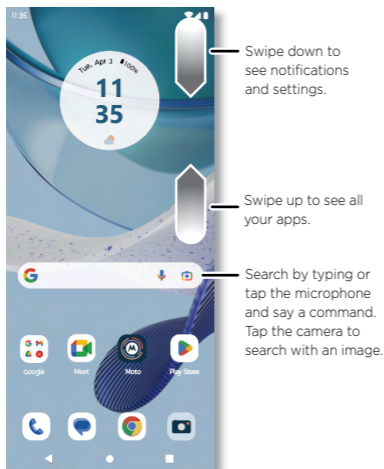 11:35
Tue, Apr 3 100%
11
35
Swipe down to
see notifications
and settings.
Swipe up to see all
your apps.
G
Search by typing or
tap the microphone
and say a command.
Tap the camera to
search with an image.
Google
Meet
Moto
Play Store